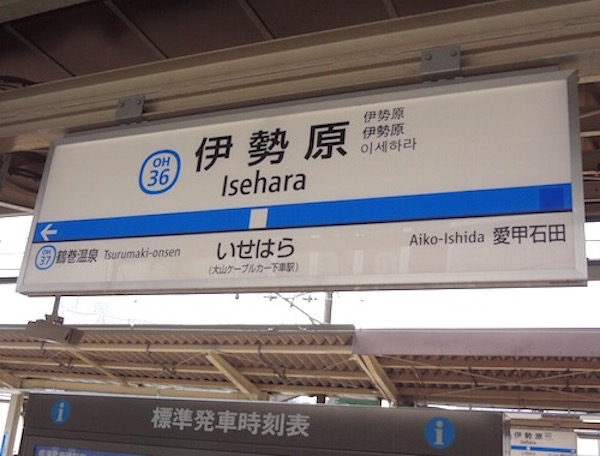 OH
36
伊勢原
伊势原
伊勢原
이세하라
Isehara
OH
37
鶴巻温泉 Tsurumaki-onsen
いせはら
(大山ケーブルカー下車駅)
Aiko-Ishida 愛甲石田
i 標準発車時刻表 i
伊勢原
Isehara